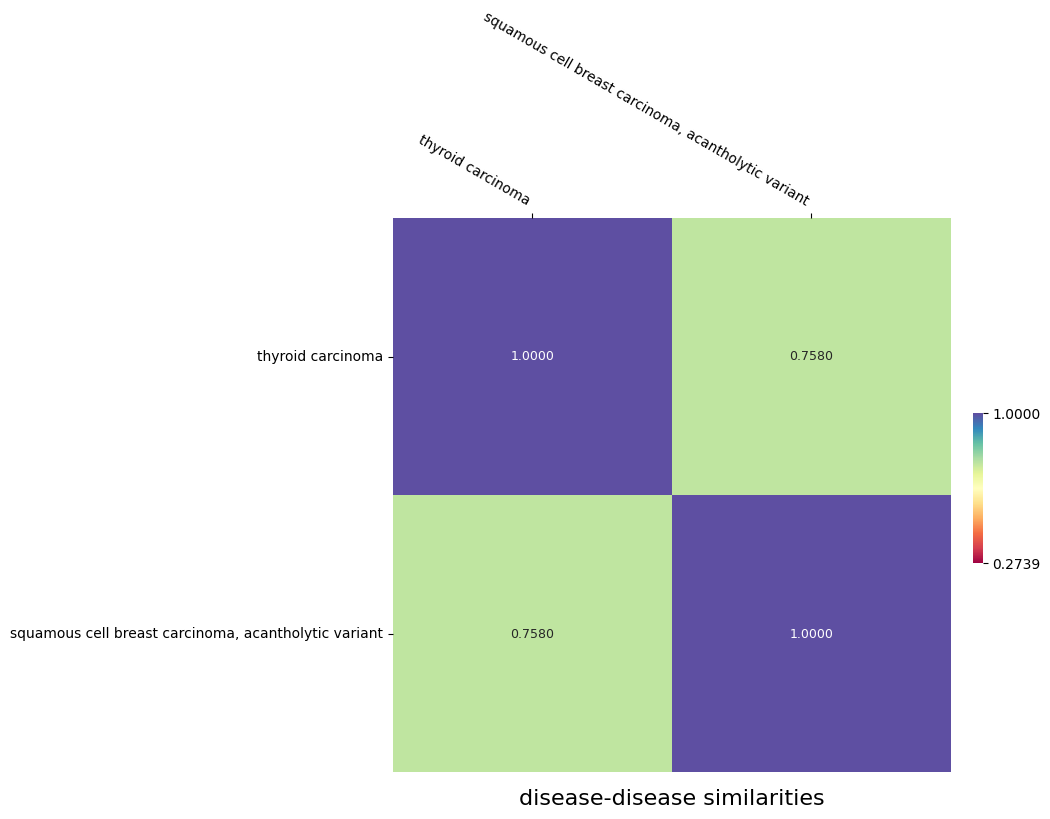 squamous cell breast carcinoma, acantholytic variant
thyroid carcinoma
thyroid carcinoma
1.0000
0.7580
1.0000
0.2739
squamous cell breast carcinoma, acantholytic variant
0.7580
1.0000
disease-disease similarities